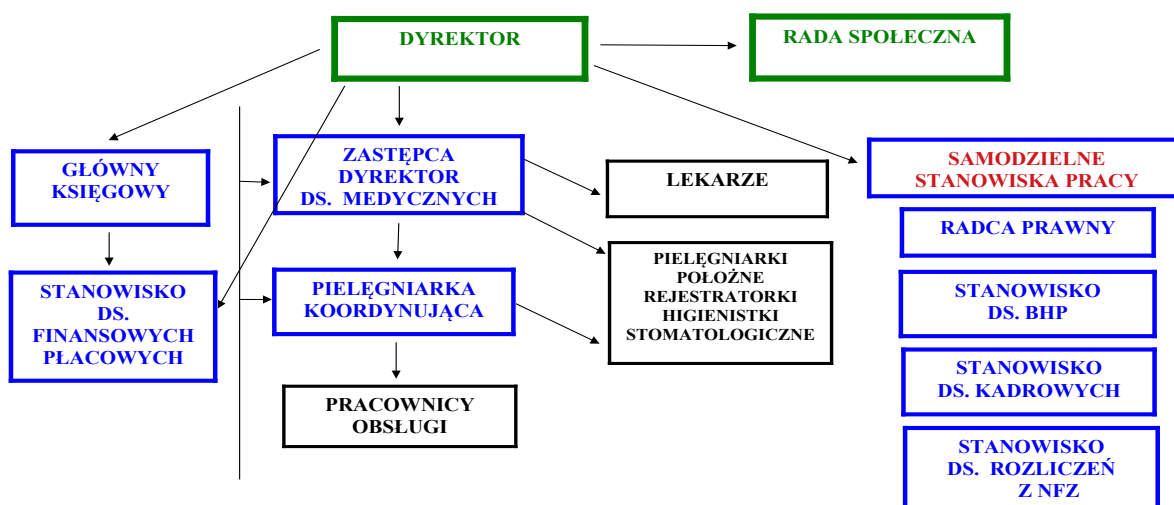 DYREKTOR
RADA SPOŁECZNA
GŁÓWNY
KSIĘGOWY
ZASTĘPCA
DYREKTOR
DS. MEDYCZNYCH
LEKARZE
SAMODZIELNE
STANOWISKA PRACY
RADCA PRAWNY
STANOWISKO
DS.
FINANSOWYCH
PŁACOWYCH
PIELĘGNIARKA
KOORDYNUJĄCA
PIELĘGNIARKI
POŁOŻNE
REJESTRATORKI
HIGIENISTKI
STOMATOLOGICZNE
STANOWISKO
DS. BHP
PRACOWNICY
OBSŁUGI
STANOWISKO
DS. KADROWYCH
STANOWISKO
DS. ROZLICZEŃ
Z NFZ